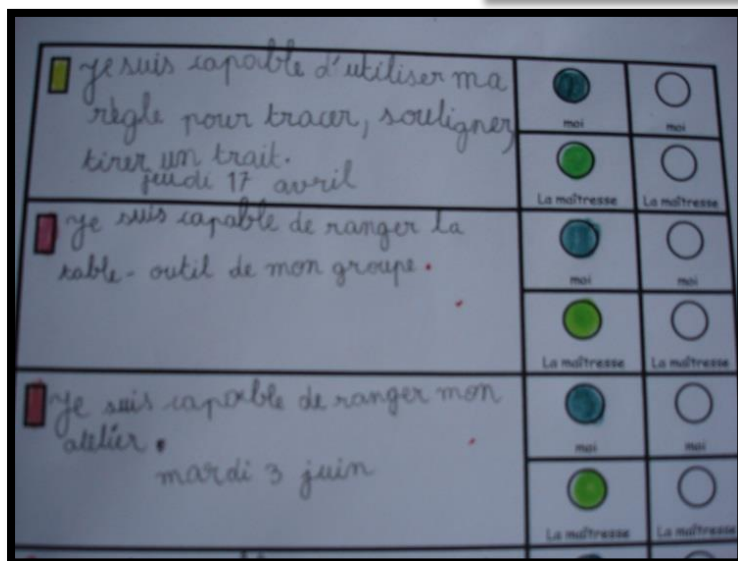 Je suis capable d'utiliser ma
règle pour tracer, souligner,
tirer un trait.
jeudi 17 avril
moi
moi
La maîtresse
La maîtresse
Je suis capable de ranger la
table-outil de mon groupe.
moi
moi
La maîtresse
La maîtresse
Je suis capable de ranger mon
atelier.
mardi 3 juin
moi
moi
La maîtresse
La maîtresse